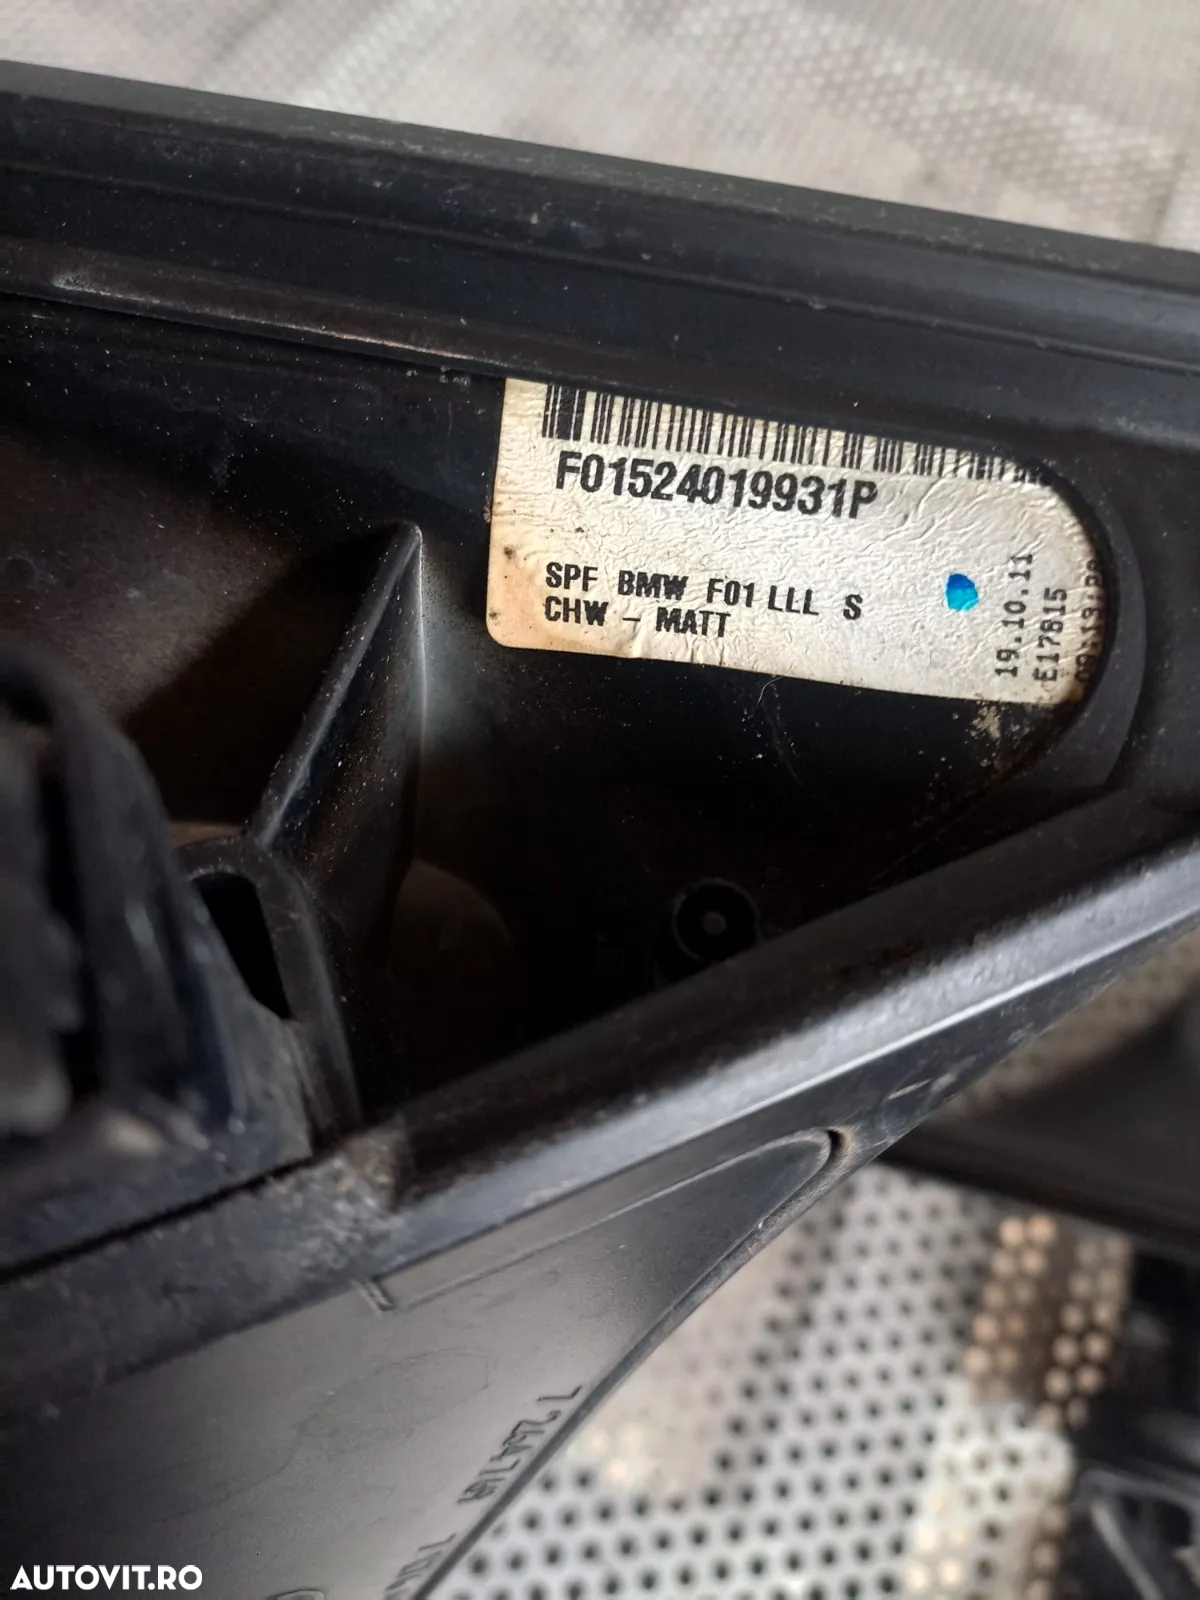 F01524019931P
SPF BMW F01 LLL S
CHW - MATT
19.10.11
E17815
AUTOVIT.RO